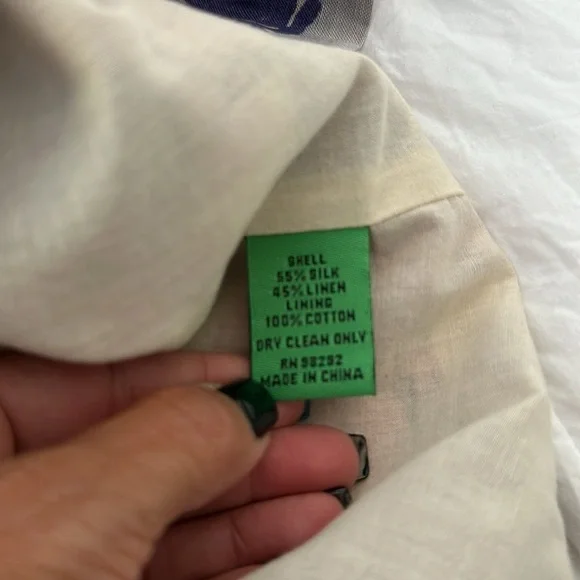 SHELL
55% SILK
45% LINEN
LINING
100% COTTON
DRY CLEAN ONLY
RN 98292
MADE IN CHINA